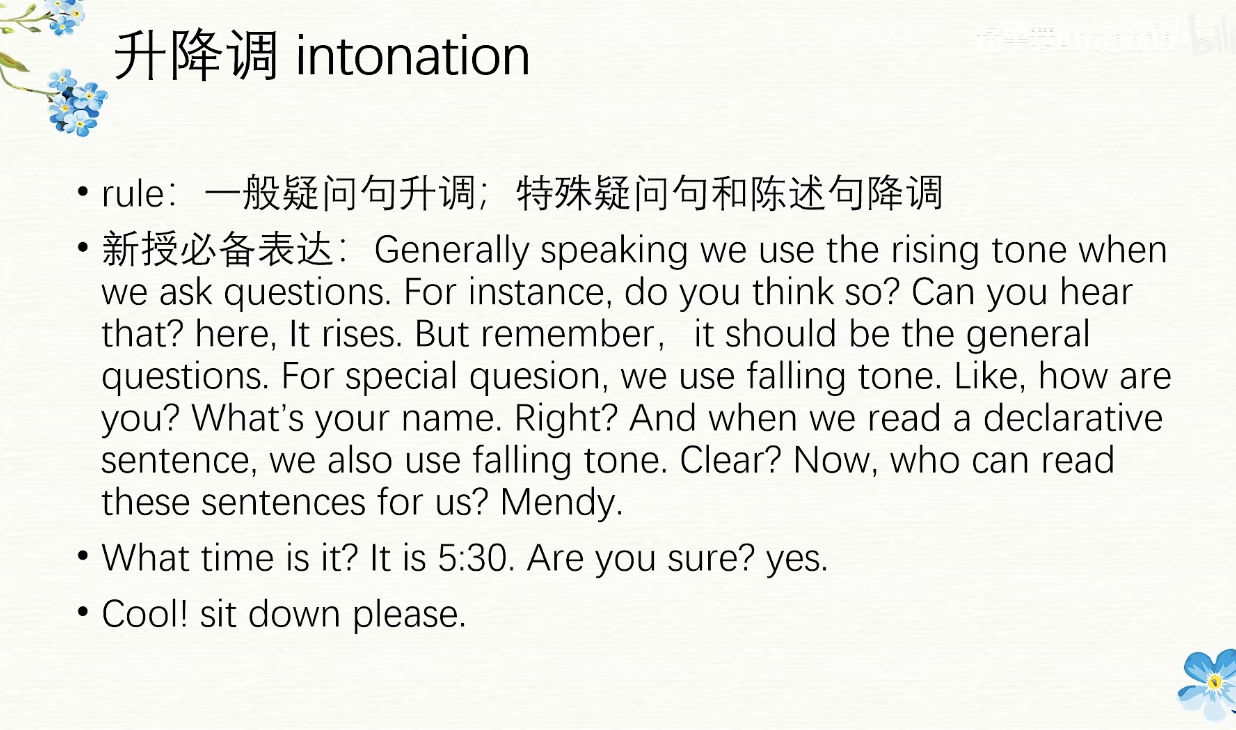 升降调 intonation
• rule： 一般疑问句升调；特殊疑问句和陈述句降调
• 新授必备表达：Generally speaking we use the rising tone when
we ask questions. For instance, do you think so? Can you hear
that? here, It rises. But remember， it should be the general
questions. For special quesion, we use falling tone. Like, how are
you? What’s your name. Right? And when we read a declarative
sentence, we also use falling tone. Clear? Now, who can read
these sentences for us? Mendy.
• What time is it? It is 5:30. Are you sure? yes.
• Cool! sit down please.